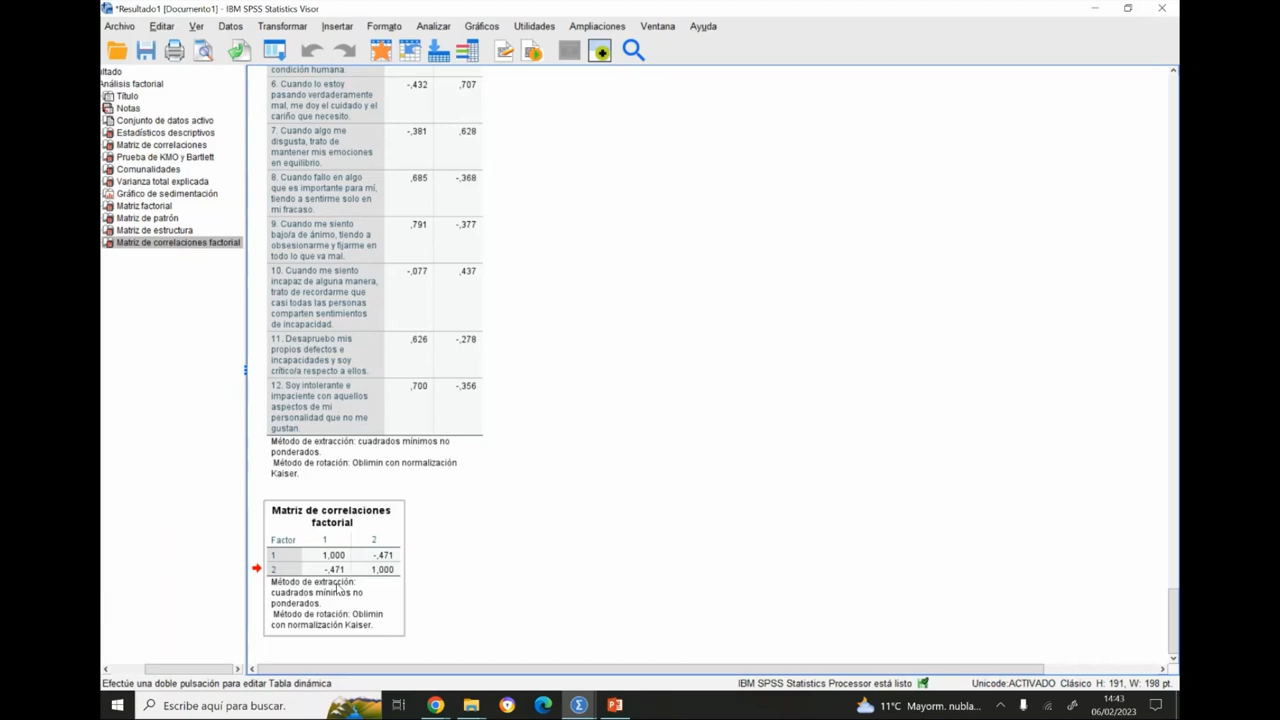 *Resultado1 [Documento1] - IBM SPSS Statistics Visor
Archivo Editar Ver Datos Transformar Insertar Formato Analizar Gráficos Utilidades Ampliaciones Ventana Ayuda
ltado
Análisis factorial
Título
Notas
Conjunto de datos activo
Estadísticos descriptivos
Matriz de correlaciones
Prueba de KMO y Bartlett
Comunalidades
Varianza total explicada
Gráfico de sedimentación
Matriz factorial
Matriz de patrón
Matriz de estructura
Matriz de correlaciones factorial
condición humana.
6. Cuando lo estoy -,432 ,707
pasando verdaderamente
mal, me doy el cuidado y el
cariño que necesito.
7. Cuando algo me -,381 ,628
disgusta, trato de
mantener mis emociones
en equilibrio.
8. Cuando fallo en algo ,685 -,368
que es importante para mí,
tiendo a sentirme solo en
mi fracaso.
9. Cuando me siento ,791 -,377
bajo/a de ánimo, tiendo a
obsesionarme y fijarme en
todo lo que va mal.
10. Cuando me siento -,077 ,437
incapaz de alguna manera,
trato de recordarme que
casi todas las personas
comparten sentimientos
de incapacidad.
11. Desapruebo mis ,626 -,278
propios defectos e
incapacidades y soy
crítico/a respecto a ellos.
12. Soy intolerante e ,700 -,356
impaciente con aquellos
aspectos de mi
personalidad que no me
gustan.
Método de extracción: cuadrados mínimos no
ponderados.
Método de rotación: Oblimin con normalización
Kaiser.
Matriz de correlaciones
factorial
Factor 1 2
1 1,000 -,471
2 -,471 1,000
Método de extracción:
cuadrados mínimos no
ponderados.
Método de rotación: Oblimin
con normalización Kaiser.
Efectúe una doble pulsación para editar Tabla dinámica IBM SPSS Statistics Processor está listo Unicode:ACTIVADO Clásico H: 191, W: 198 pt.
Escribe aquí para buscar. 11°C Mayorm. nubla... 14:43
06/02/2023